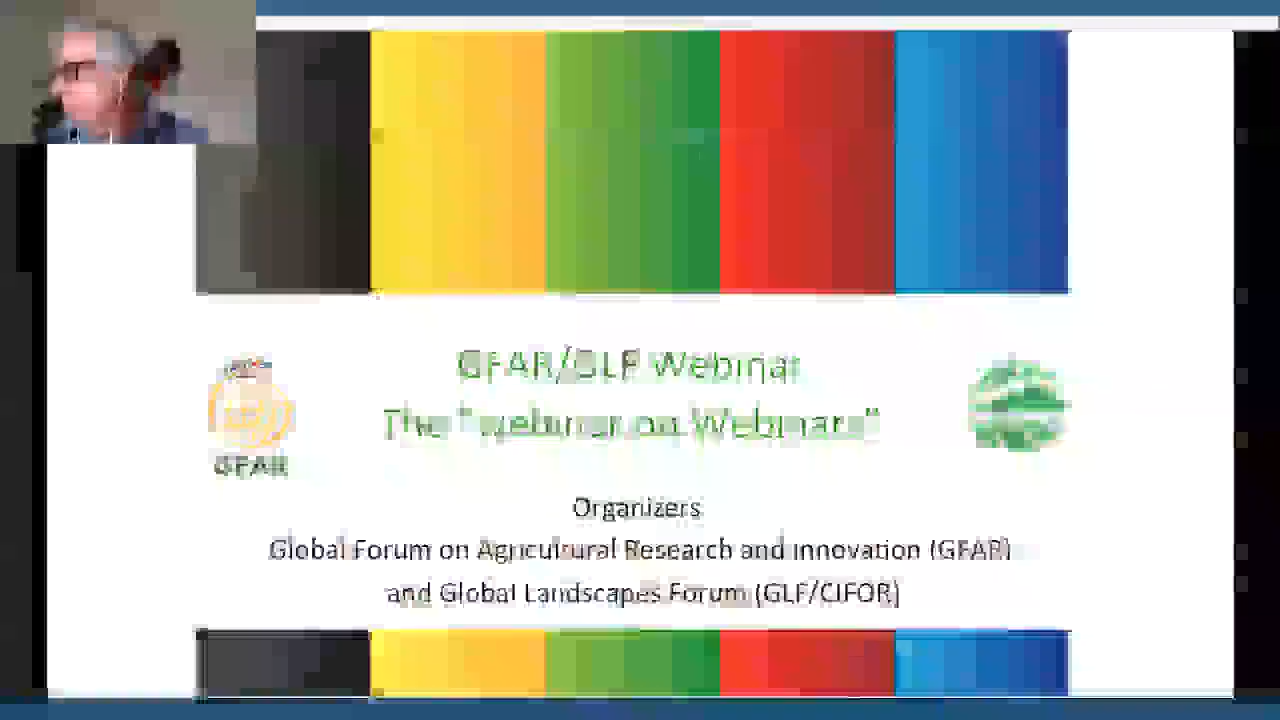 GFAR/GLF Webinar
The "webinar on Webinars"
GFAR
Organizers
Global Forum on Agricultural Research and Innovation (GFAR)
and Global Landscapes Forum (GLF/CIFOR)